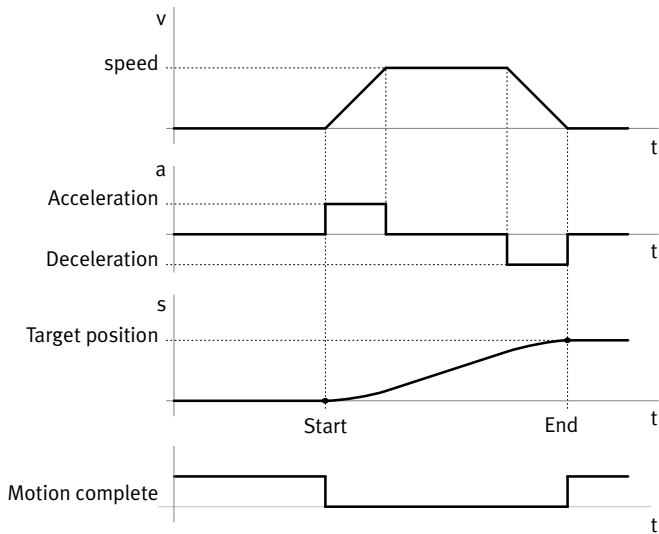 v
speed
t
a
Acceleration
t
Deceleration
s
Target position
t
Start
End
Motion complete
t